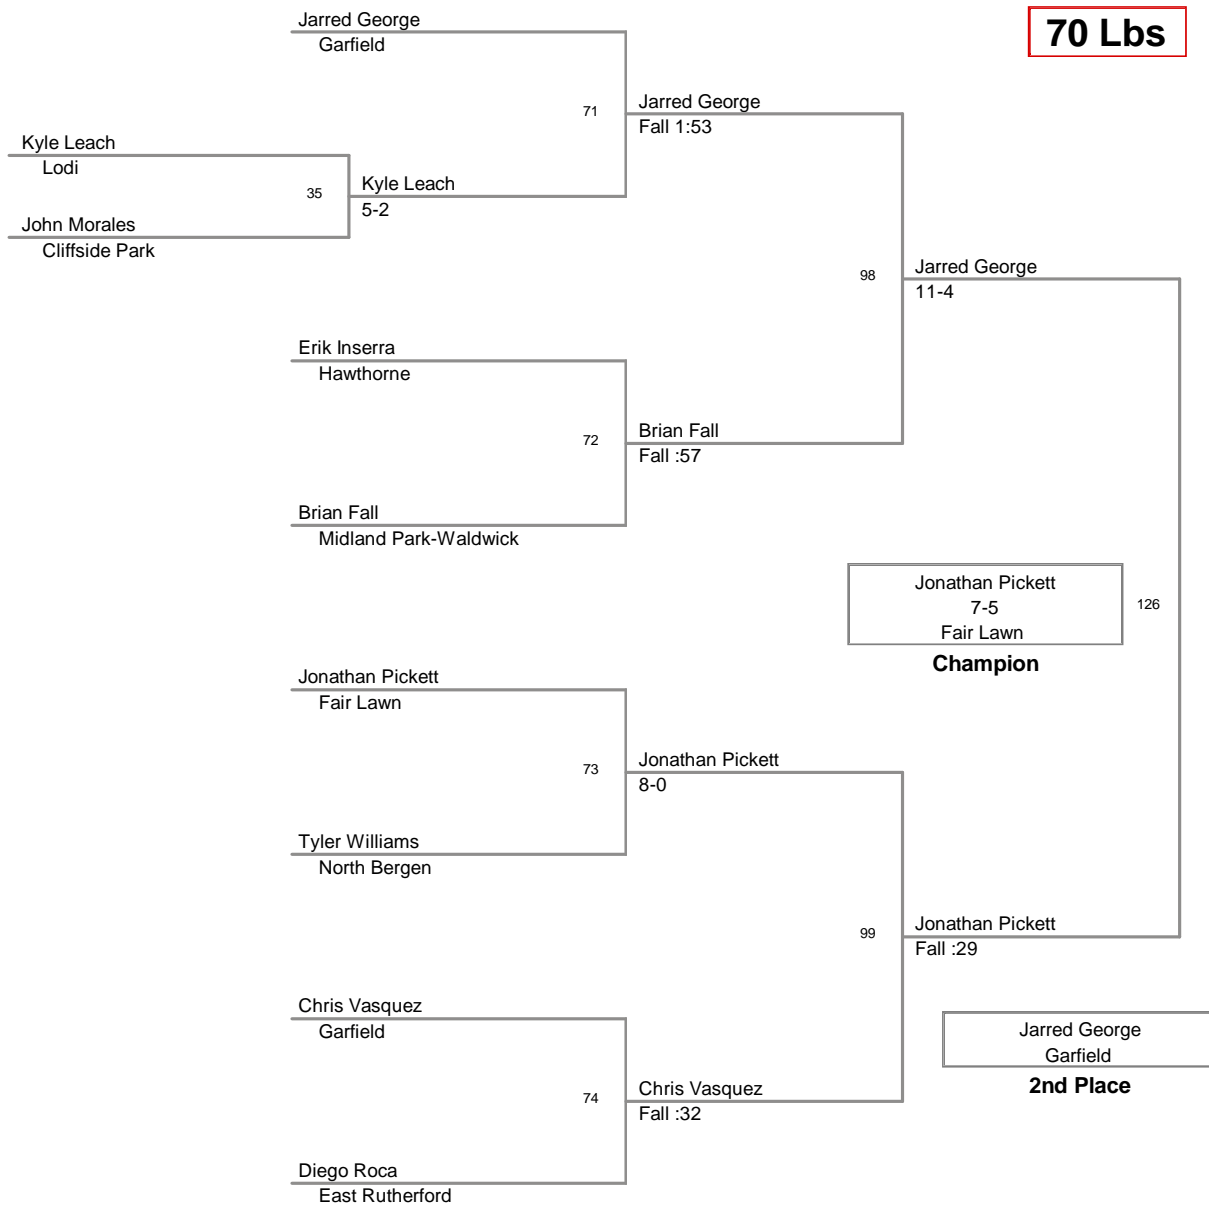 Jarred George
Garfield
70 Lbs
71
Jarred George
Fall 1:53
Kyle Leach
Lodi
35
Kyle Leach
5-2
John Morales
Cliffside Park
98
Jarred George
11-4
Erik Inserra
Hawthorne
72
Brian Fall
Fall :57
Brian Fall
Midland Park-Waldwick
Jonathan Pickett
7-5
Fair Lawn
126
Champion
Jonathan Pickett
Fair Lawn
73
Jonathan Pickett
8-0
Tyler Williams
North Bergen
99
Jonathan Pickett
Fall :29
Chris Vasquez
Garfield
Jarred George
Garfield
2nd Place
74
Chris Vasquez
Fall :32
Diego Roca
East Rutherford